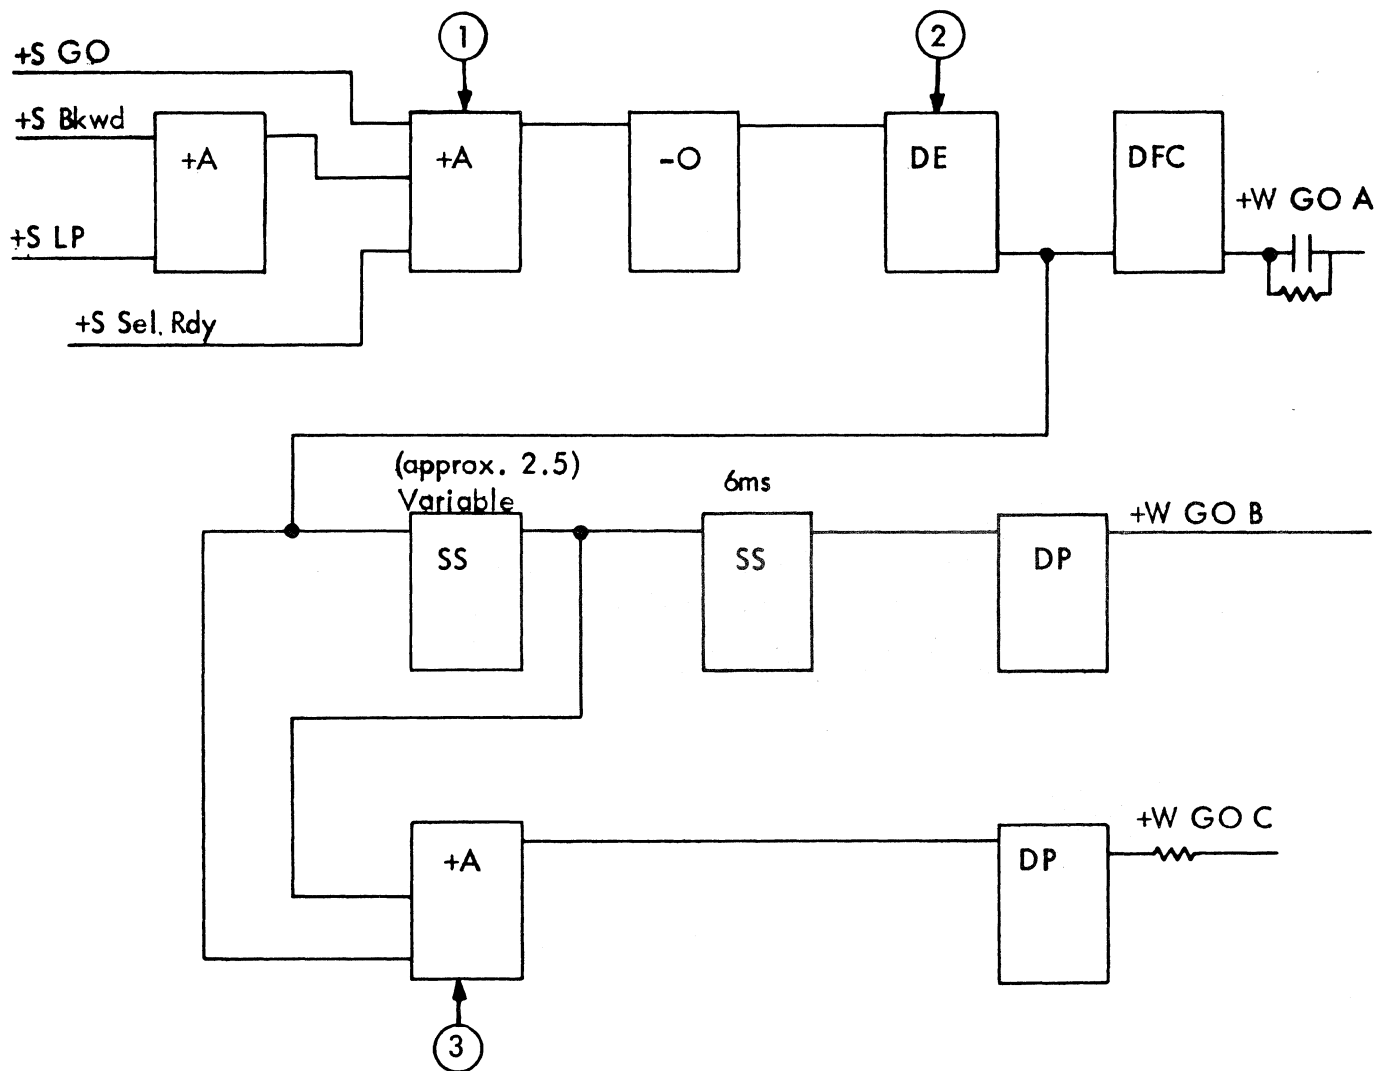 1
2
+S GO
+S Bkwd
+A
+A
-O
DE
DFC
+W GO A
+S LP
+S Sel. Rdy
(approx. 2.5)
Variable
6ms
+W GO B
SS
SS
DP
+W GO C
+A
DP
3